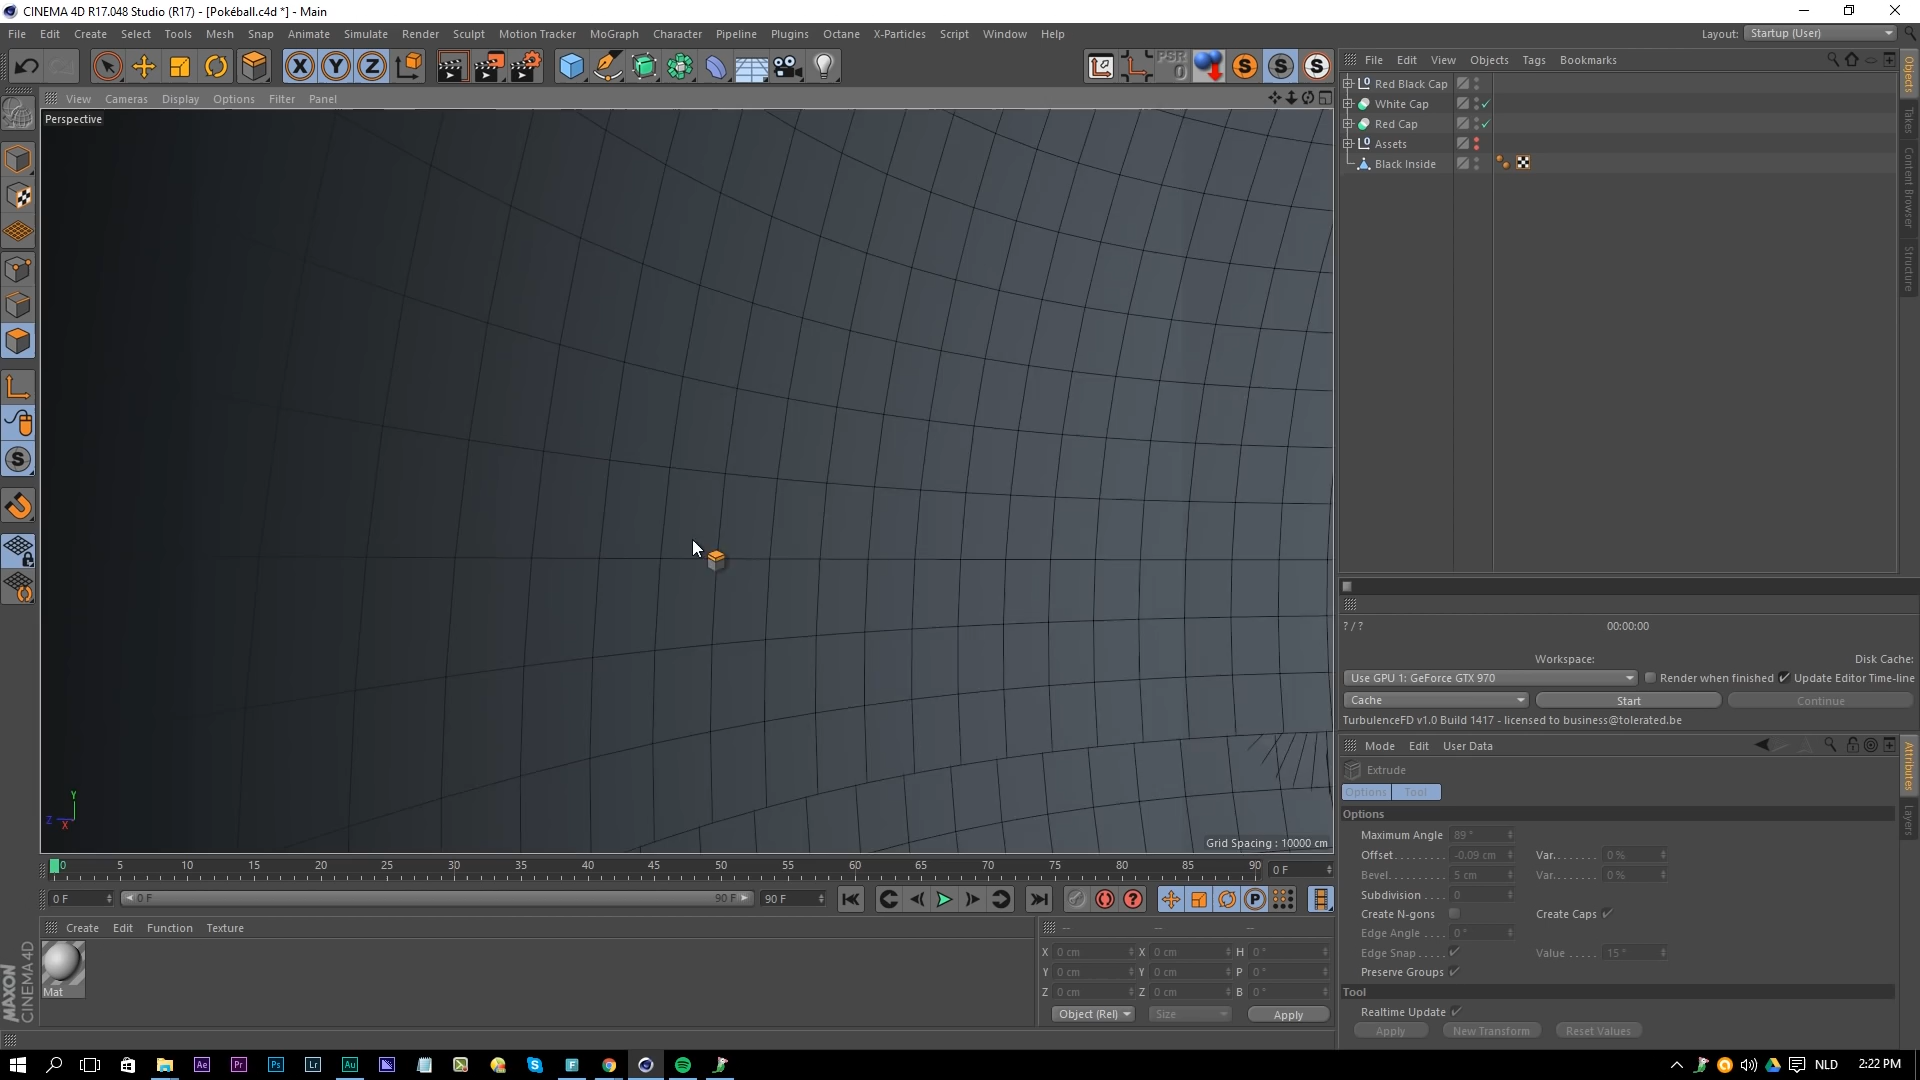 CINEMA 4D R17.048 Studio (R17) - [Pokéball.c4d *] - Main
File Edit Create Select Tools Mesh Snap Animate Simulate Render Sculpt Motion Tracker MoGraph Character Pipeline Plugins Octane X-Particles Script Window Help Layout: Startup (User)
X Y Z PSR 0 S S S
File Edit View Objects Tags Bookmarks
View Cameras Display Options Filter Panel
Perspective
Red Black Cap
White Cap
Red Cap
Assets
Black Inside
Objects
Takes
Content Browser
Structure
? / ? 00:00:00
Workspace: Disk Cache:
Use GPU 1: GeForce GTX 970 Render when finished Update Editor Time-line
Cache Start Continue
TurbulenceFD v1.0 Build 1417 - licensed to business@tolerated.be
Mode Edit User Data
Extrude
Options Tool
Options
Maximum Angle 89 °
Offset......... -0.09 cm Var....... 0 %
Bevel.......... 5 cm Var....... 0 %
Subdivision .... 0
Create N-gons Create Caps
Edge Angle .... 0 °
Edge Snap ..... Value ..... 15 °
Preserve Groups
Tool
Realtime Update
Apply New Transform Reset Values
Attributes
Layers
Y
Z
X
Grid Spacing : 10000 cm
0 5 10 15 20 25 30 35 40 45 50 55 60 65 70 75 80 85 90 0 F
0 F 0 F 90 F 90 F
Create Edit Function Texture
Mat
-- -- --
X 0 cm X 0 cm H 0 °
Y 0 cm Y 0 cm P 0 °
Z 0 cm Z 0 cm B 0 °
Object (Rel) Size Apply
MAXON
CINEMA 4D
Ae Pr Ps Lr Au F NLD 2:22 PM